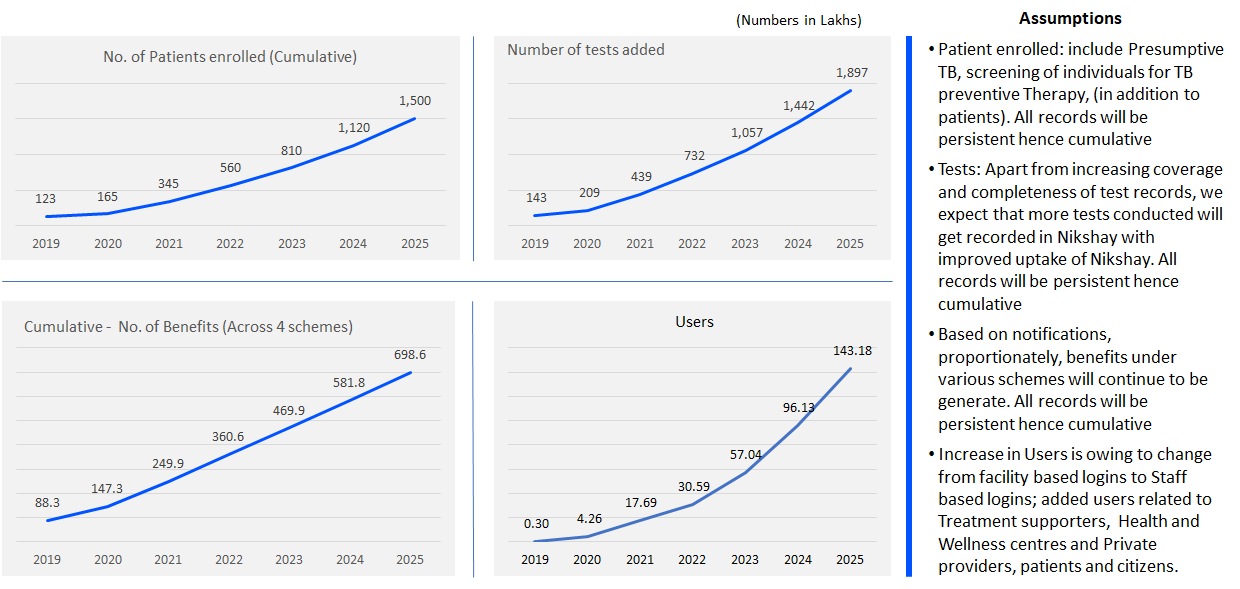 (Numbers in Lakhs)
No. of Patients enrolled (Cumulative)
1,500
1,120
810
560
345
165
123
2019 2020 2021 2022 2023 2024 2025
Number of tests added
1,897
1,442
1,057
732
439
209
143
2019 2020 2021 2022 2023 2024 2025
Cumulative - No. of Benefits (Across 4 schemes)
698.6
581.8
469.9
360.6
249.9
147.3
88.3
2019 2020 2021 2022 2023 2024 2025
Users
143.18
96.13
57.04
30.59
17.69
4.26
0.30
2019 2020 2021 2022 2023 2024 2025
Assumptions
• Patient enrolled: include Presumptive
TB, screening of individuals for TB
preventive Therapy, (in addition to
patients). All records will be
persistent hence cumulative
• Tests: Apart from increasing coverage
and completeness of test records, we
expect that more tests conducted will
get recorded in Nikshay with
improved uptake of Nikshay. All
records will be persistent hence
cumulative
• Based on notifications,
proportionately, benefits under
various schemes will continue to be
generate. All records will be
persistent hence cumulative
• Increase in Users is owing to change
from facility based logins to Staff
based logins; added users related to
Treatment supporters, Health and
Wellness centres and Private
providers, patients and citizens.